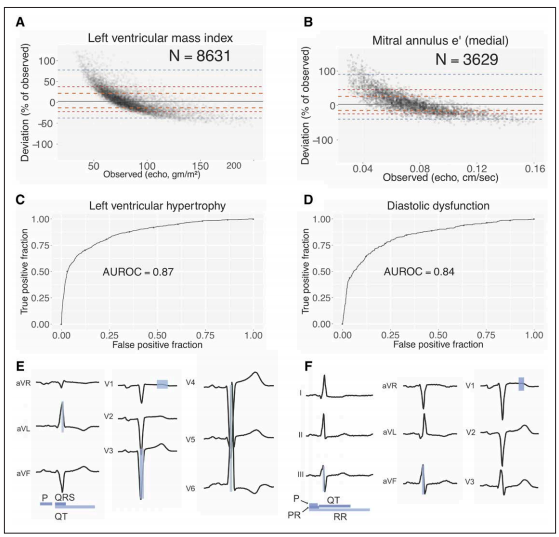 A
Left ventricular mass index
N = 8631
Deviation (% of observed)
100
50
0
-50
-100
50
100
150
200
Observed (echo, gm/m²)
B
Mitral annulus e' (medial)
N = 3629
Deviation (% of observed)
100
0
-100
0.04
0.08
0.12
0.16
Observed (echo, cm/sec)
C
Left ventricular hypertrophy
True positive fraction
1.00
0.75
0.50
0.25
0.00
AUROC = 0.87
0.00
0.25
0.50
0.75
1.00
False positive fraction
D
Diastolic dysfunction
True positive fraction
1.00
0.75
0.50
0.25
0.00
AUROC = 0.84
0.00
0.25
0.50
0.75
1.00
False positive fraction
E
aVR
aVL
aVF
P QRS
QT
V1
V2
V3
V4
V5
V6
F
I
II
III
P
QT
PR
RR
aVR
aVL
aVF
V1
V2
V3